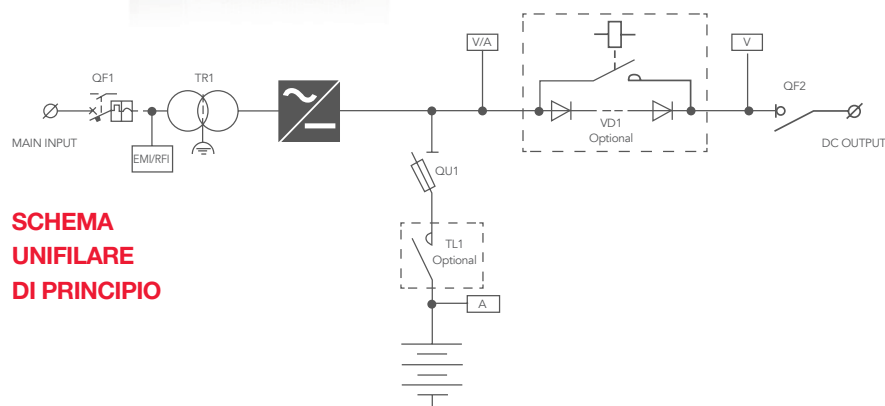 V/A
V
QF1
TR1
QF2
MAIN INPUT
EMI/RFI
VD1
Optional
DC OUTPUT
QU1
SCHEMA
UNIFILARE
DI PRINCIPIO
TL1
Optional
A